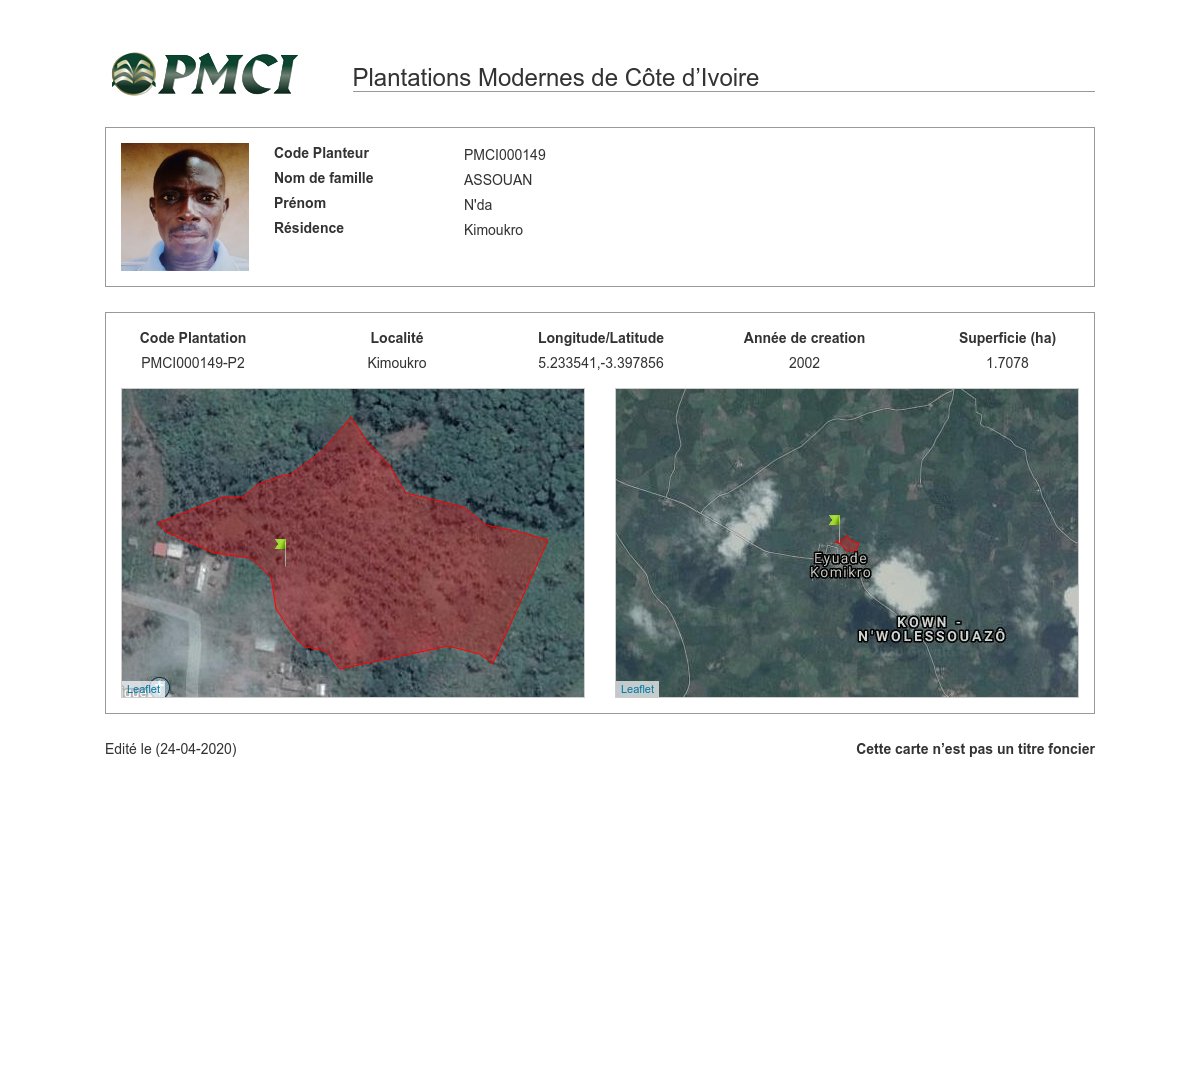 PMCI
Plantations Modernes de Côte d’Ivoire
Code Planteur PMCI000149
Nom de famille ASSOUAN
Prénom N'da
Résidence Kimoukro
Code Plantation Localité Longitude/Latitude Année de creation Superficie (ha)
PMCI000149-P2 Kimoukro 5.233541,-3.397856 2002 1.7078
Eyuade
Komikro
KOWN -
N'WOLESSOUAZÔ
Leaflet Leaflet
Edité le (24-04-2020) Cette carte n’est pas un titre foncier